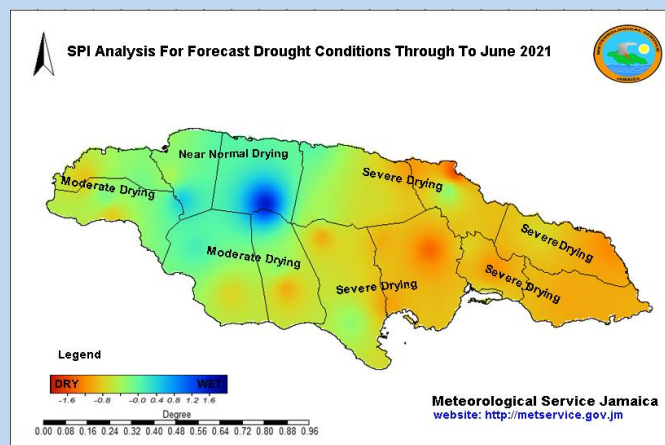 SPI Analysis For Forecast Drought Conditions Through To June 2021
METEOROLOGICAL SERVICE
JAMAICA
Near Normal Drying
Severe Drying
Moderate Drying
Severe Drying
Moderate Drying
Severe Drying
Severe Drying
Legend
DRY WET
-1.6 -0.8 -0.0 0.4 0.8 1.2 1.6
Degree
0.00 0.08 0.16 0.24 0.32 0.40 0.48 0.56 0.64 0.72 0.80 0.88 0.96
Meteorological Service Jamaica
website: http://metservice.gov.jm